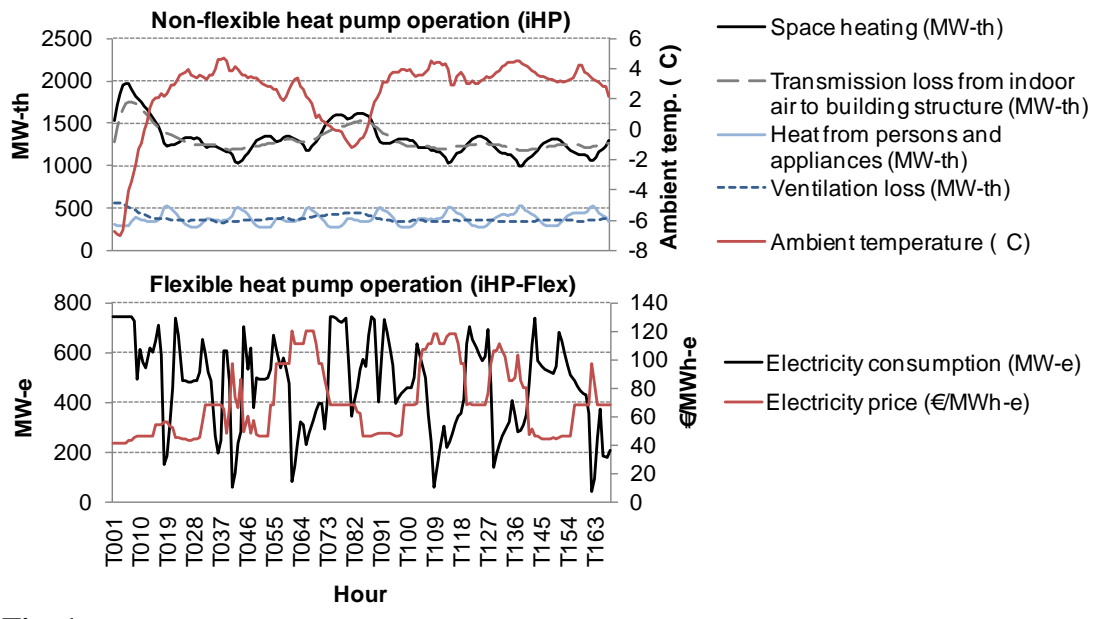 Non-flexible heat pump operation (iHP)
2500
2000
1500
1000
500
0
MW-th
6
4
2
0
-2
-4
-6
-8
Ambient temp. ( C)
Space heating (MW-th)
Transmission loss from indoor
air to building structure (MW-th)
Heat from persons and
appliances (MW-th)
Ventilation loss (MW-th)
Ambient temperature ( C)
Flexible heat pump operation (iHP-Flex)
800
600
400
200
0
MW-e
140
120
100
80
60
40
20
0
€/MWh-e
Electricity consumption (MW-e)
Electricity price (€/MWh-e)
T001
T010
T019
T028
T037
T046
T055
T064
T073
T082
T091
T100
T109
T118
T127
T136
T145
T154
T163
Hour